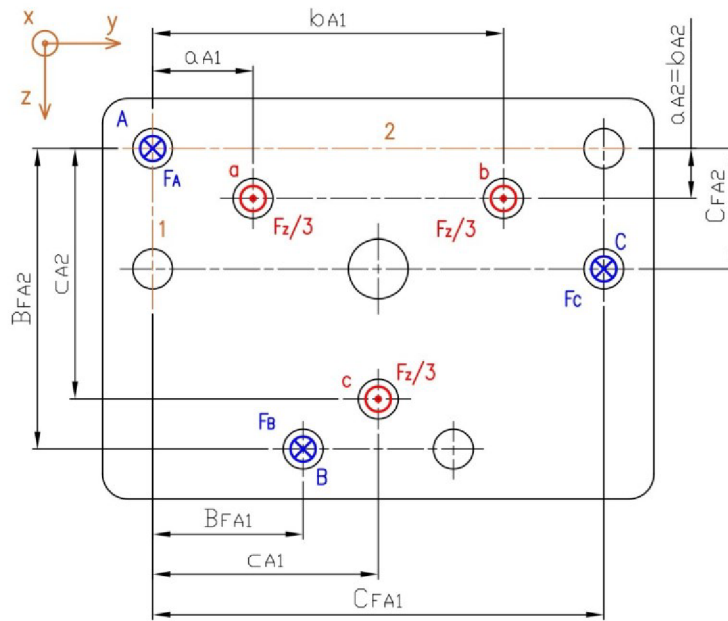 bA1
x
y
aA1
z
aA2=bA2
A
2
FA
a
b
Fz/3
Fz/3
CFA2
1
C
Fc
cA2
BFA2
c
Fz/3
FB
B
BFA1
cA1
CFA1